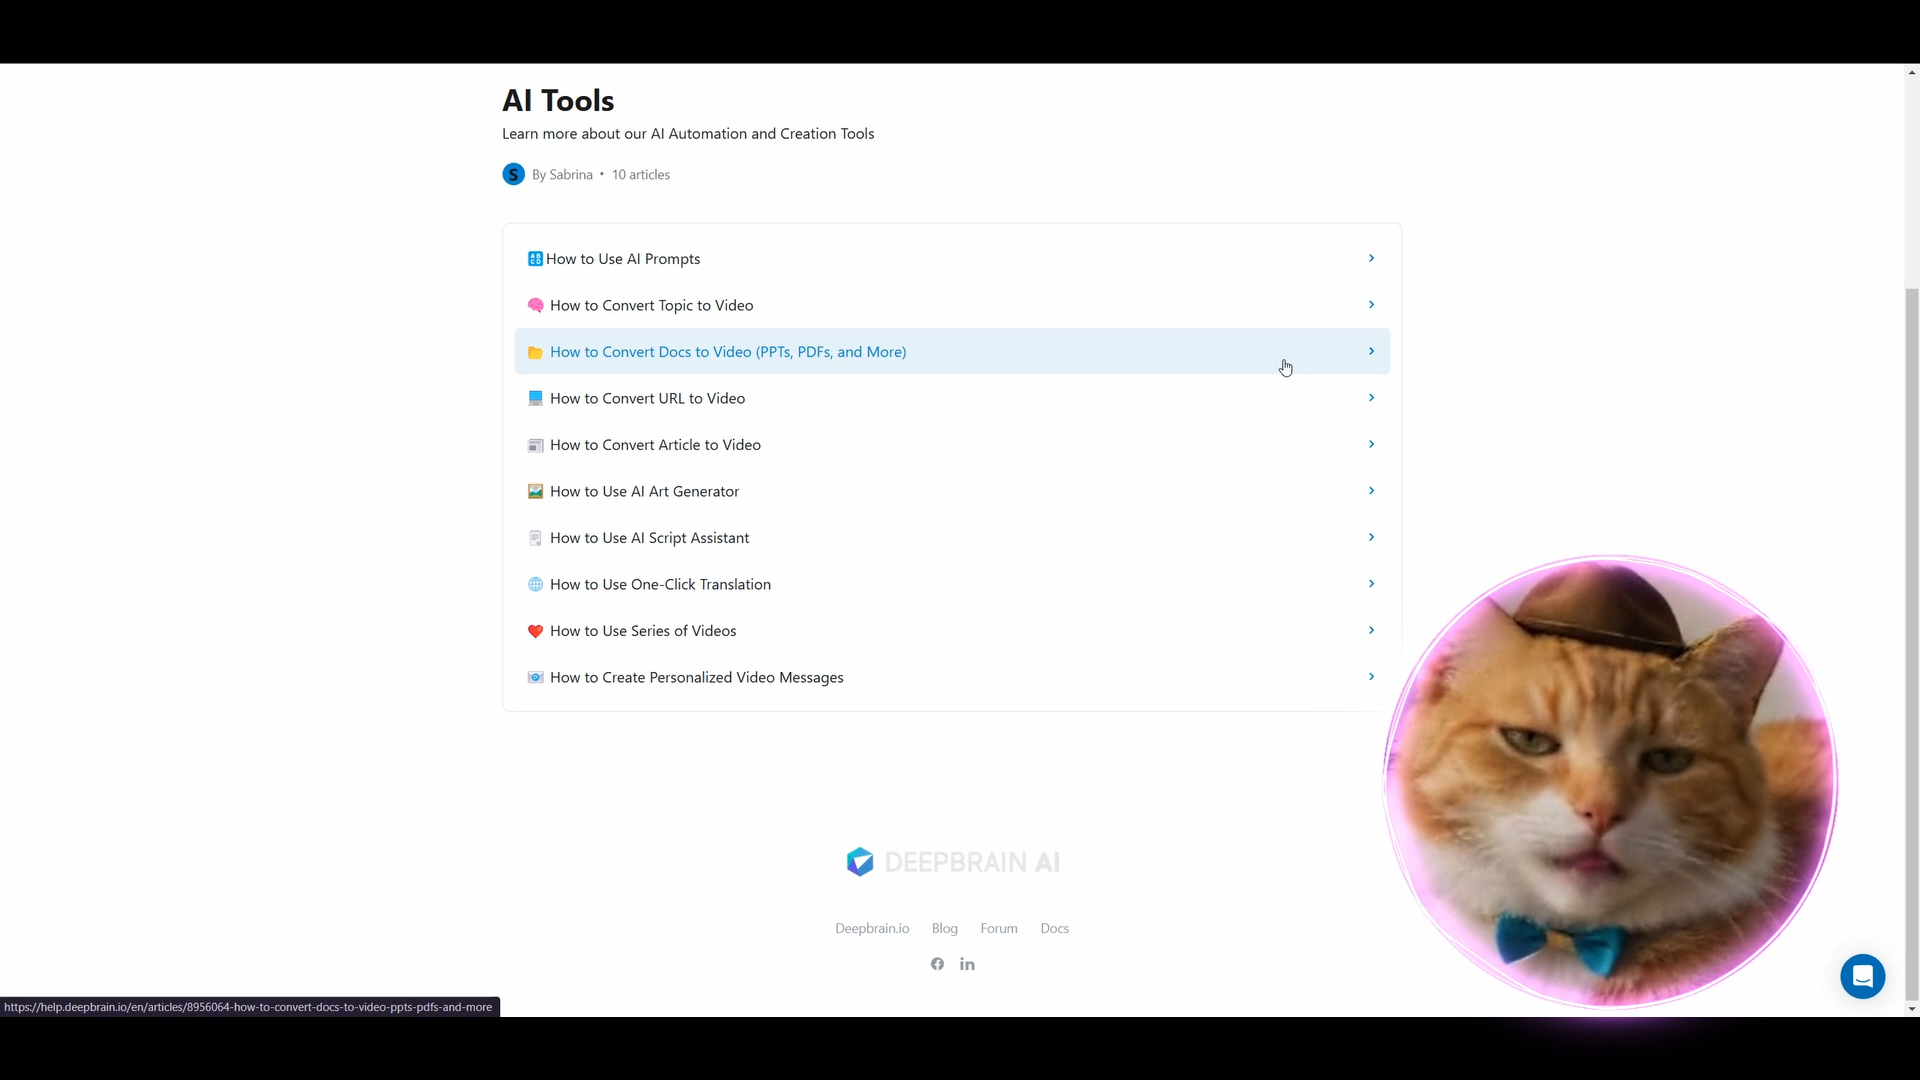 AI Tools
Learn more about our AI Automation and Creation Tools
S By Sabrina • 10 articles
How to Use AI Prompts
How to Convert Topic to Video
How to Convert Docs to Video (PPTs, PDFs, and More)
How to Convert URL to Video
How to Convert Article to Video
How to Use AI Art Generator
How to Use AI Script Assistant
How to Use One-Click Translation
How to Use Series of Videos
How to Create Personalized Video Messages
DEEPBRAIN AI
Deepbrain.io Blog Forum Docs
https://help.deepbrain.io/en/articles/8956064-how-to-convert-docs-to-video-ppts-pdfs-and-more